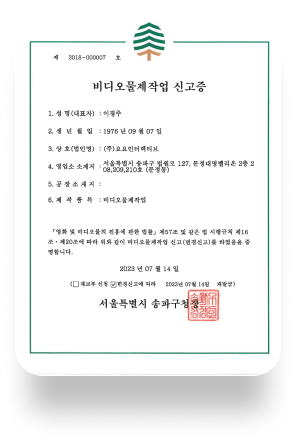 제 2018-000007 호
비디오물제작업 신고증
1. 성 명(대표자) : 이경주
2. 생 년 월 일 : 1976 년 09 월 07 일
3. 상 호(법인명) : (주)요요인터렉티브
4. 영업소 소재지 : 서울특별시 송파구 법원로 127, 문정대명벨리온 2층 2
08,209,210호 (문정동)
5. 공 장 소 재 지 :
6. 제 작 품 목 : 비디오물제작업
「영화 및 비디오물의 진흥에 관한 법률」 제57조 및 같은 법 시행규칙 제16
조ㆍ제20조에 따라 위와 같이 비디오물제작업 신고(변경신고)를 하였음을 증
명합니다.
2023 년 07 월 14 일
(□재교부 신청 ☑변경신고에 따라 2023년 07월 14일 재발급)
서울특별시 송파구청장